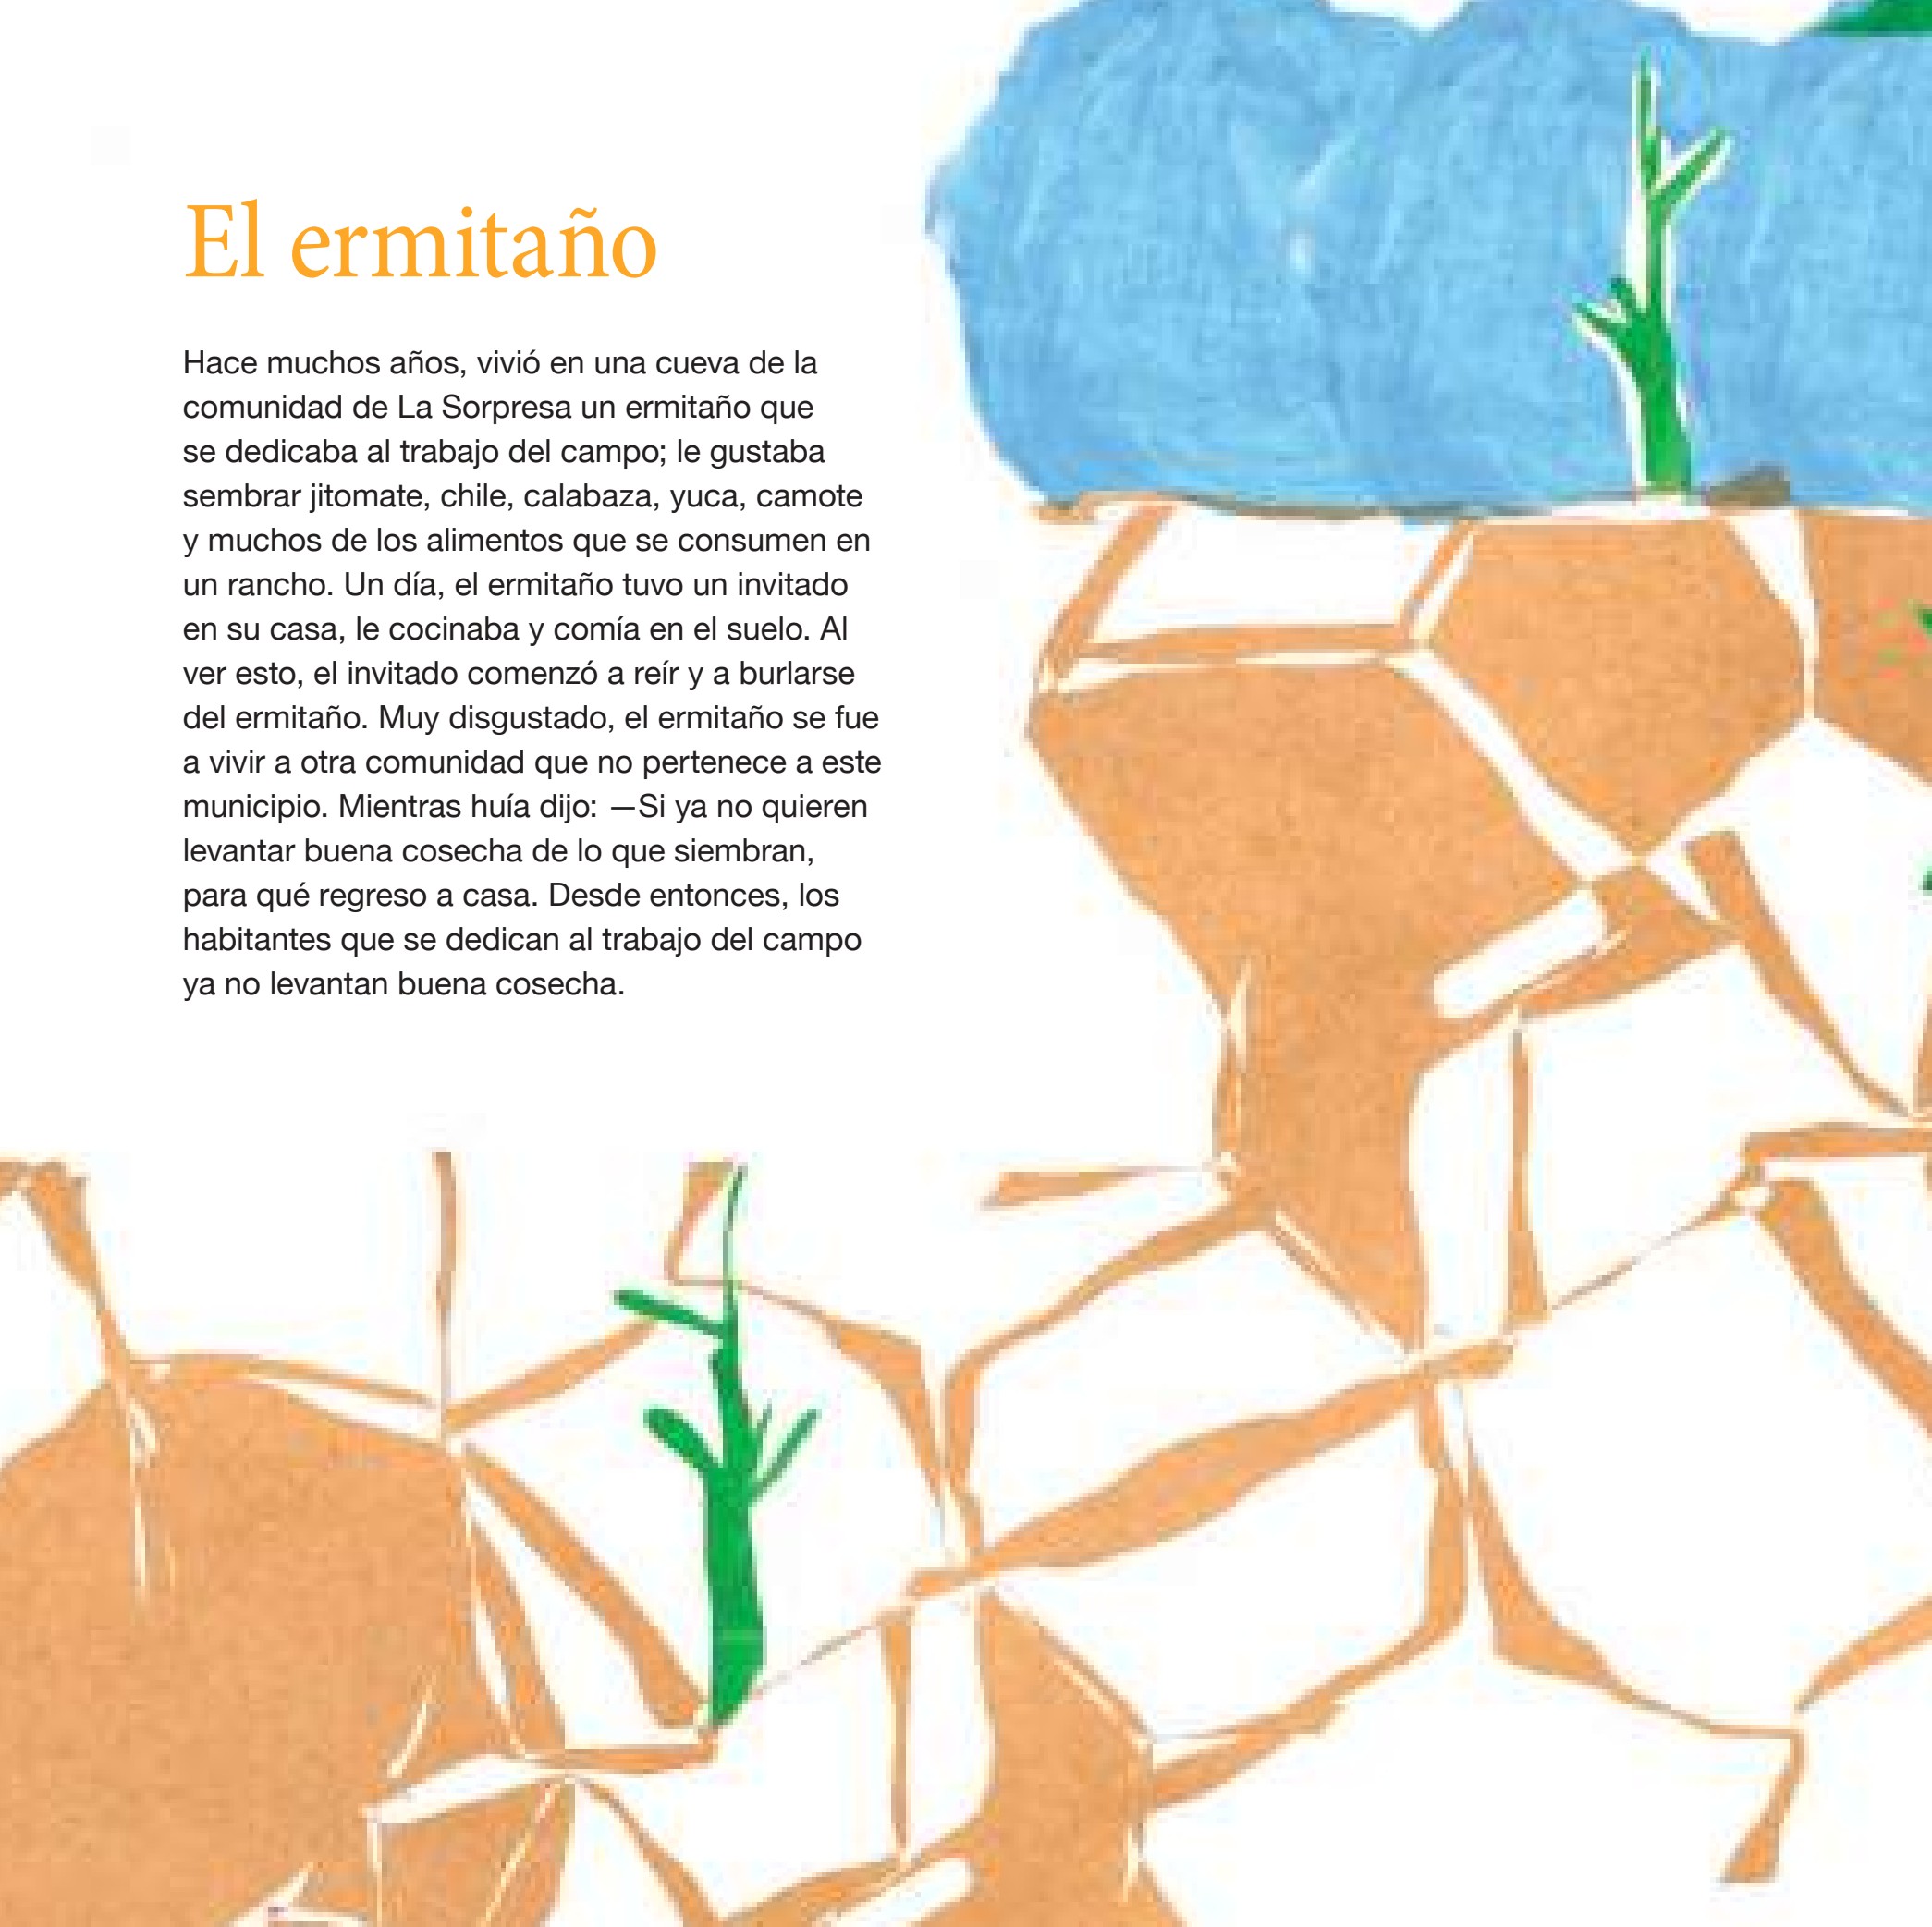 El ermitaño
Hace muchos años, vivió en una cueva de la
comunidad de La Sorpresa un ermitaño que
se dedicaba al trabajo del campo; le gustaba
sembrar jitomate, chile, calabaza, yuca, camote
y muchos de los alimentos que se consumen en
un rancho. Un día, el ermitaño tuvo un invitado
en su casa, le cocinaba y comía en el suelo. Al
ver esto, el invitado comenzó a reír y a burlarse
del ermitaño. Muy disgustado, el ermitaño se fue
a vivir a otra comunidad que no pertenece a este
municipio. Mientras huía dijo: —Si ya no quieren
levantar buena cosecha de lo que siembran,
para qué regreso a casa. Desde entonces, los
habitantes que se dedican al trabajo del campo
ya no levantan buena cosecha.